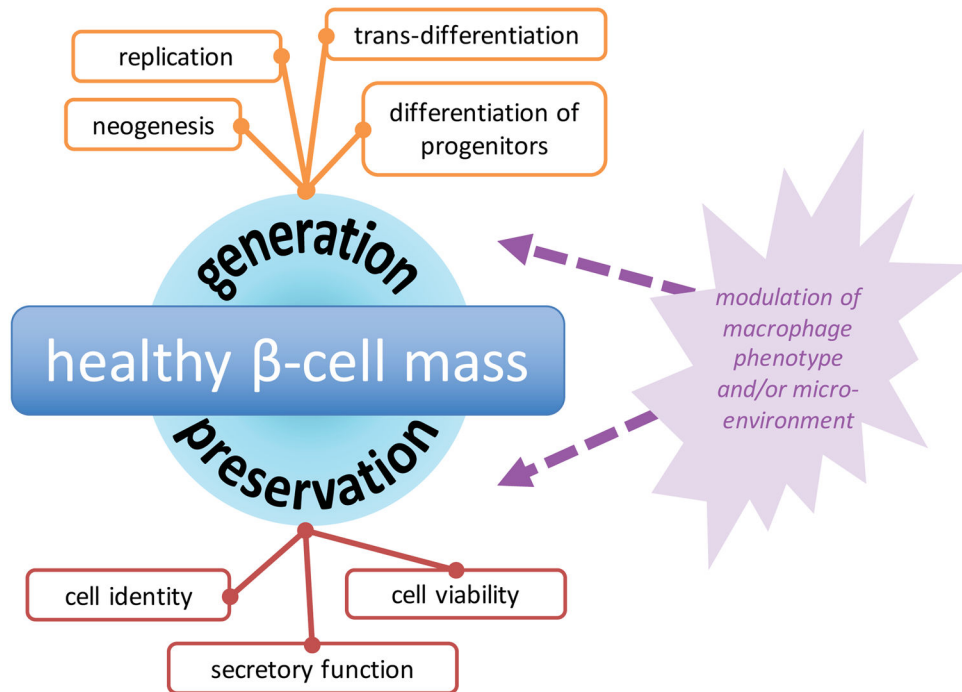 trans-differentiation
replication
neogenesis
differentiation of
progenitors
generation
healthy β-cell mass
preservation
modulation of
macrophage
phenotype
and/or micro-
environment
cell identity
cell viability
secretory function